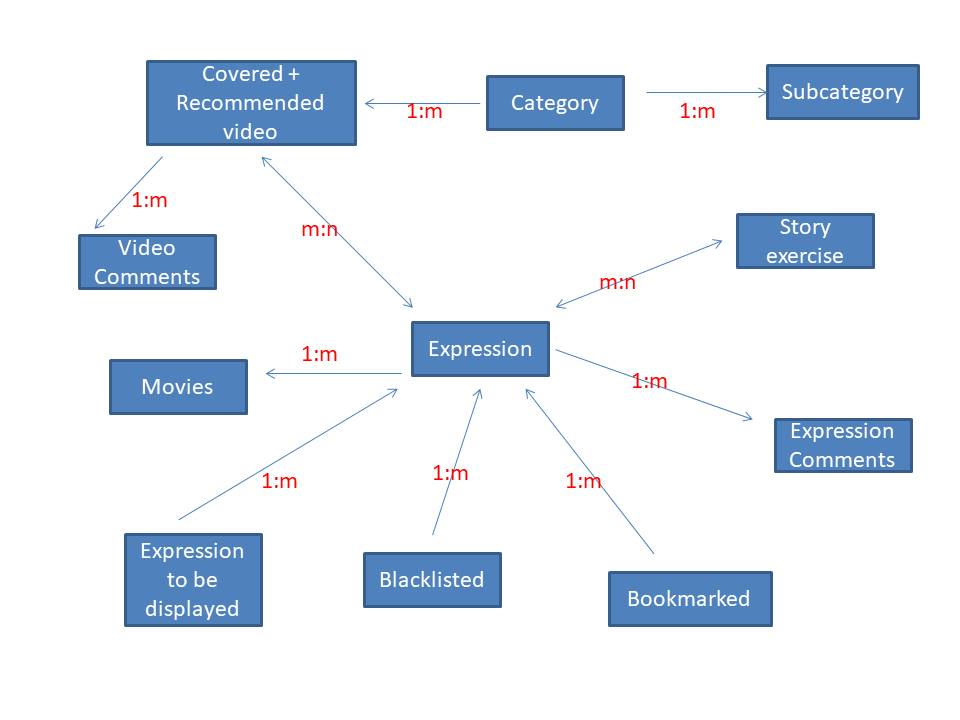 Covered +
Recommended
video
1:m
Category
1:m
Subcategory
1:m
Video
Comments
m:n
Story
exercise
m:n
Expression
1:m
Movies
1:m
Expression
Comments
1:m
1:m
1:m
Expression
to be
displayed
Blacklisted
Bookmarked